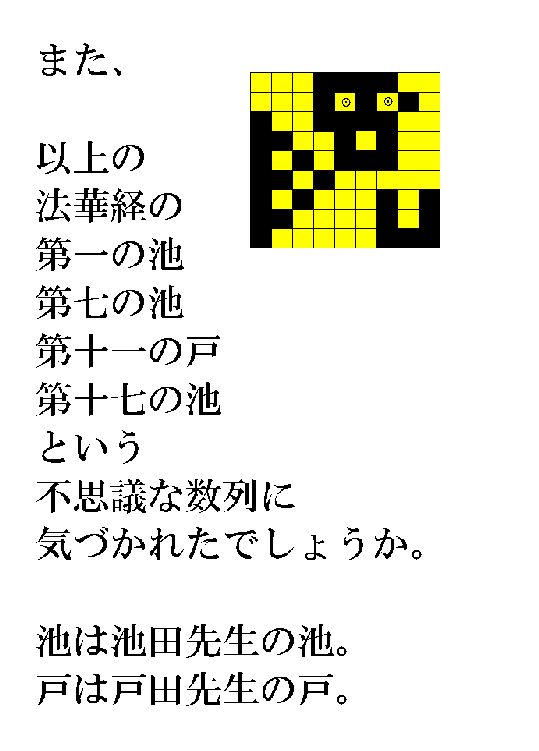 また、
以上の
法華経の
第一の池
第七の池
第十一の戸
第十七の池
という
不思議な数列に
気づかれたでしょうか。
池は池田先生の池。
戸は戸田先生の戸。